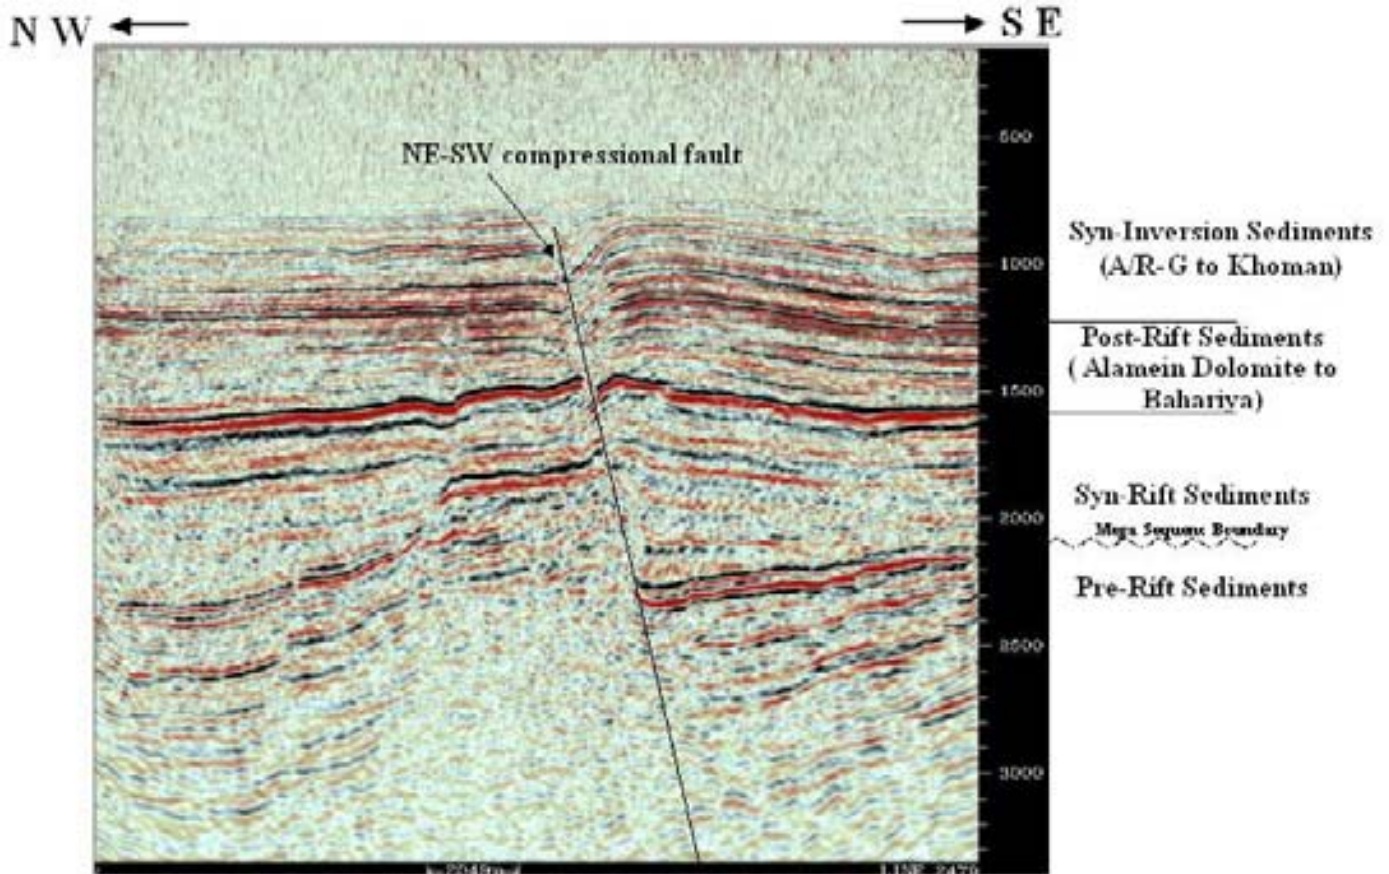 N W
S E
NE-SW compressional fault
500
1000
1500
2000
2500
3000
Syn-Inversion Sediments
(A/R-G to Khoman)
Post-Rift Sediments
( Alamein Dolomite to
Bahariya)
Syn-Rift Sediments
Mega Sequenc Boundary
Pre-Rift Sediments